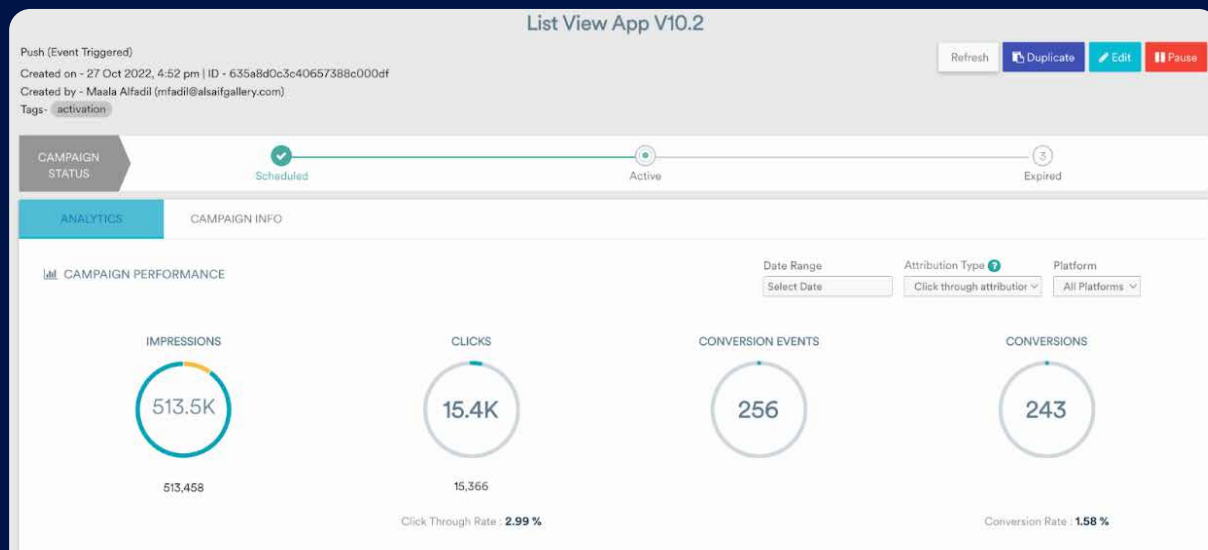 List View App V10.2
Push (Event Triggered)
Created on - 27 Oct 2022, 4:52 pm | ID - 635a8d0c3c40657388c000df
Created by - Maala Alfadil (mfadil@alsaifgallery.com)
Tags- activation
Refresh Duplicate Edit Pause
CAMPAIGN STATUS
Scheduled Active 3 Expired
ANALYTICS CAMPAIGN INFO
CAMPAIGN PERFORMANCE
Date Range Attribution Type ? Platform
Select Date Click through attributior All Platforms
IMPRESSIONS CLICKS CONVERSION EVENTS CONVERSIONS
513.5K 15.4K 256 243
513,458 15,366
Click Through Rate : 2.99 % Conversion Rate : 1.58 %